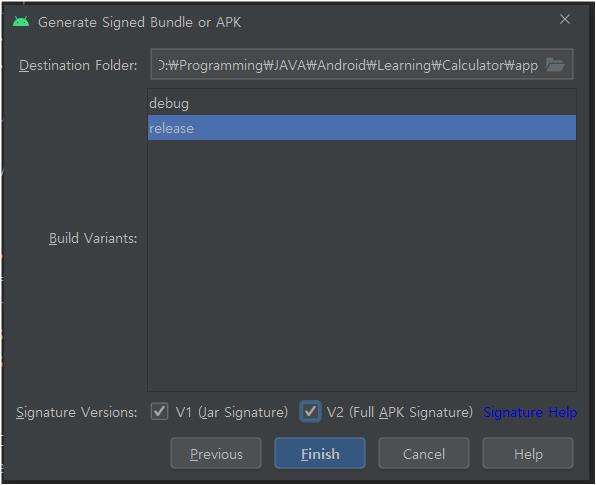 Generate Signed Bundle or APK
Destination Folder: D:₩Programming₩JAVA₩Android₩Learning₩Calculator₩app
debug
release
Build Variants:
Signature Versions: V1 (Jar Signature) V2 (Full APK Signature) Signature Help
Previous Finish Cancel Help